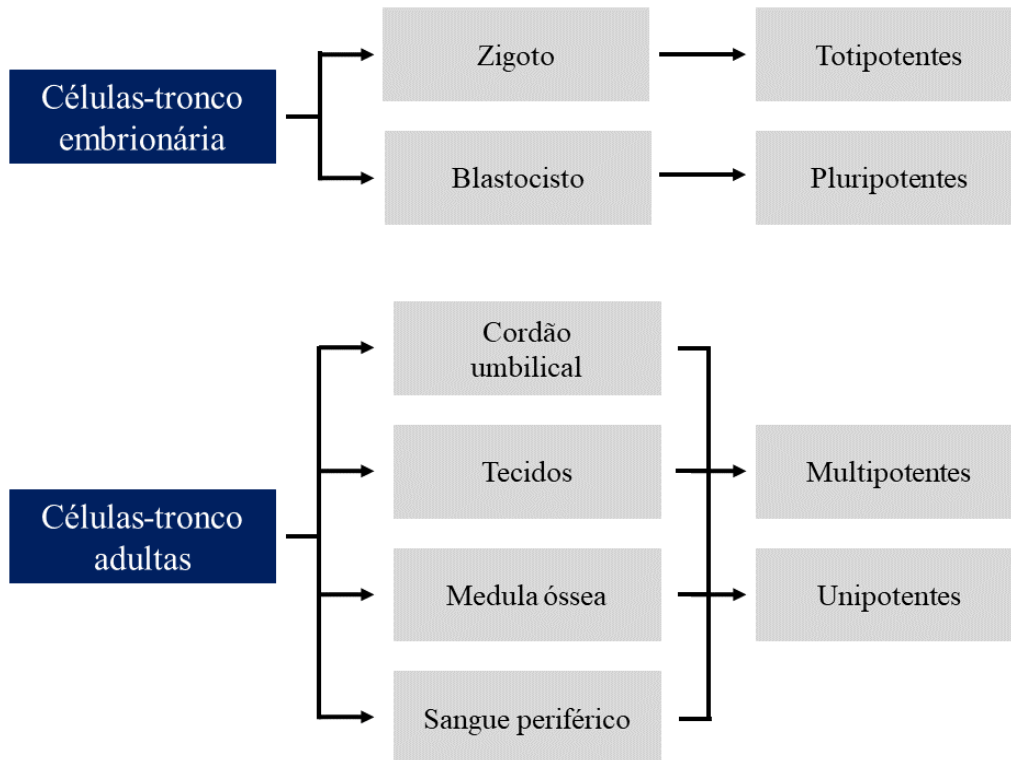 Células-tronco
embrionária
Zigoto
Totipotentes
Blastocisto
Pluripotentes
Células-tronco
adultas
Cordão
umbilical
Tecidos
Multipotentes
Medula óssea
Unipotentes
Sangue periférico